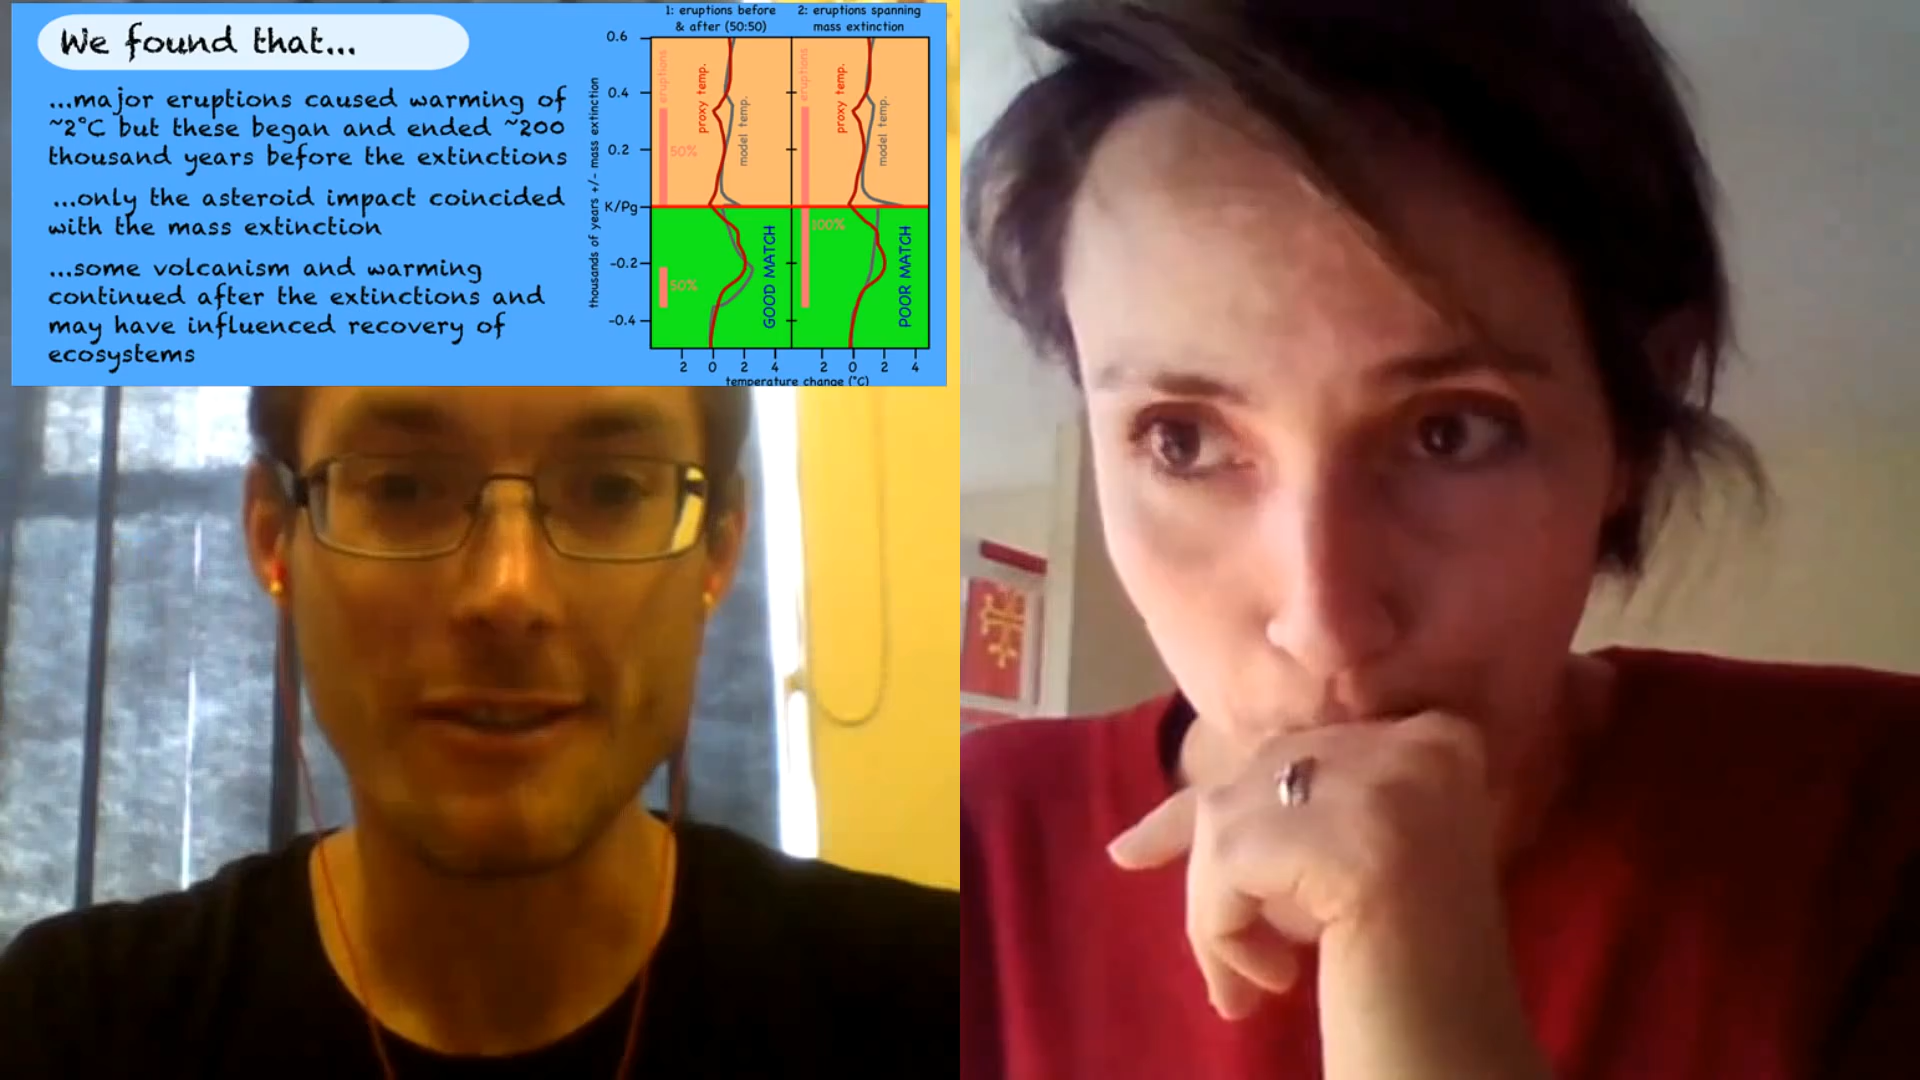 We found that...
...major eruptions caused warming of
~2°C but these began and ended ~200
thousand years before the extinctions
...only the asteroid impact coincided
with the mass extinction
...some volcanism and warming
continued after the extinctions and
may have influenced recovery of
ecosystems
1: eruptions before
& after (50:50)
2: eruptions spanning
mass extinction
thousands of years +/- mass extinction
0.6
0.4
0.2
K/Pg
-0.2
-0.4
eruptions
proxy temp.
model temp.
50%
50%
GOOD MATCH
eruptions
proxy temp.
model temp.
100%
POOR MATCH
2 0 2 4
2 0 2 4
temperature change (°C)